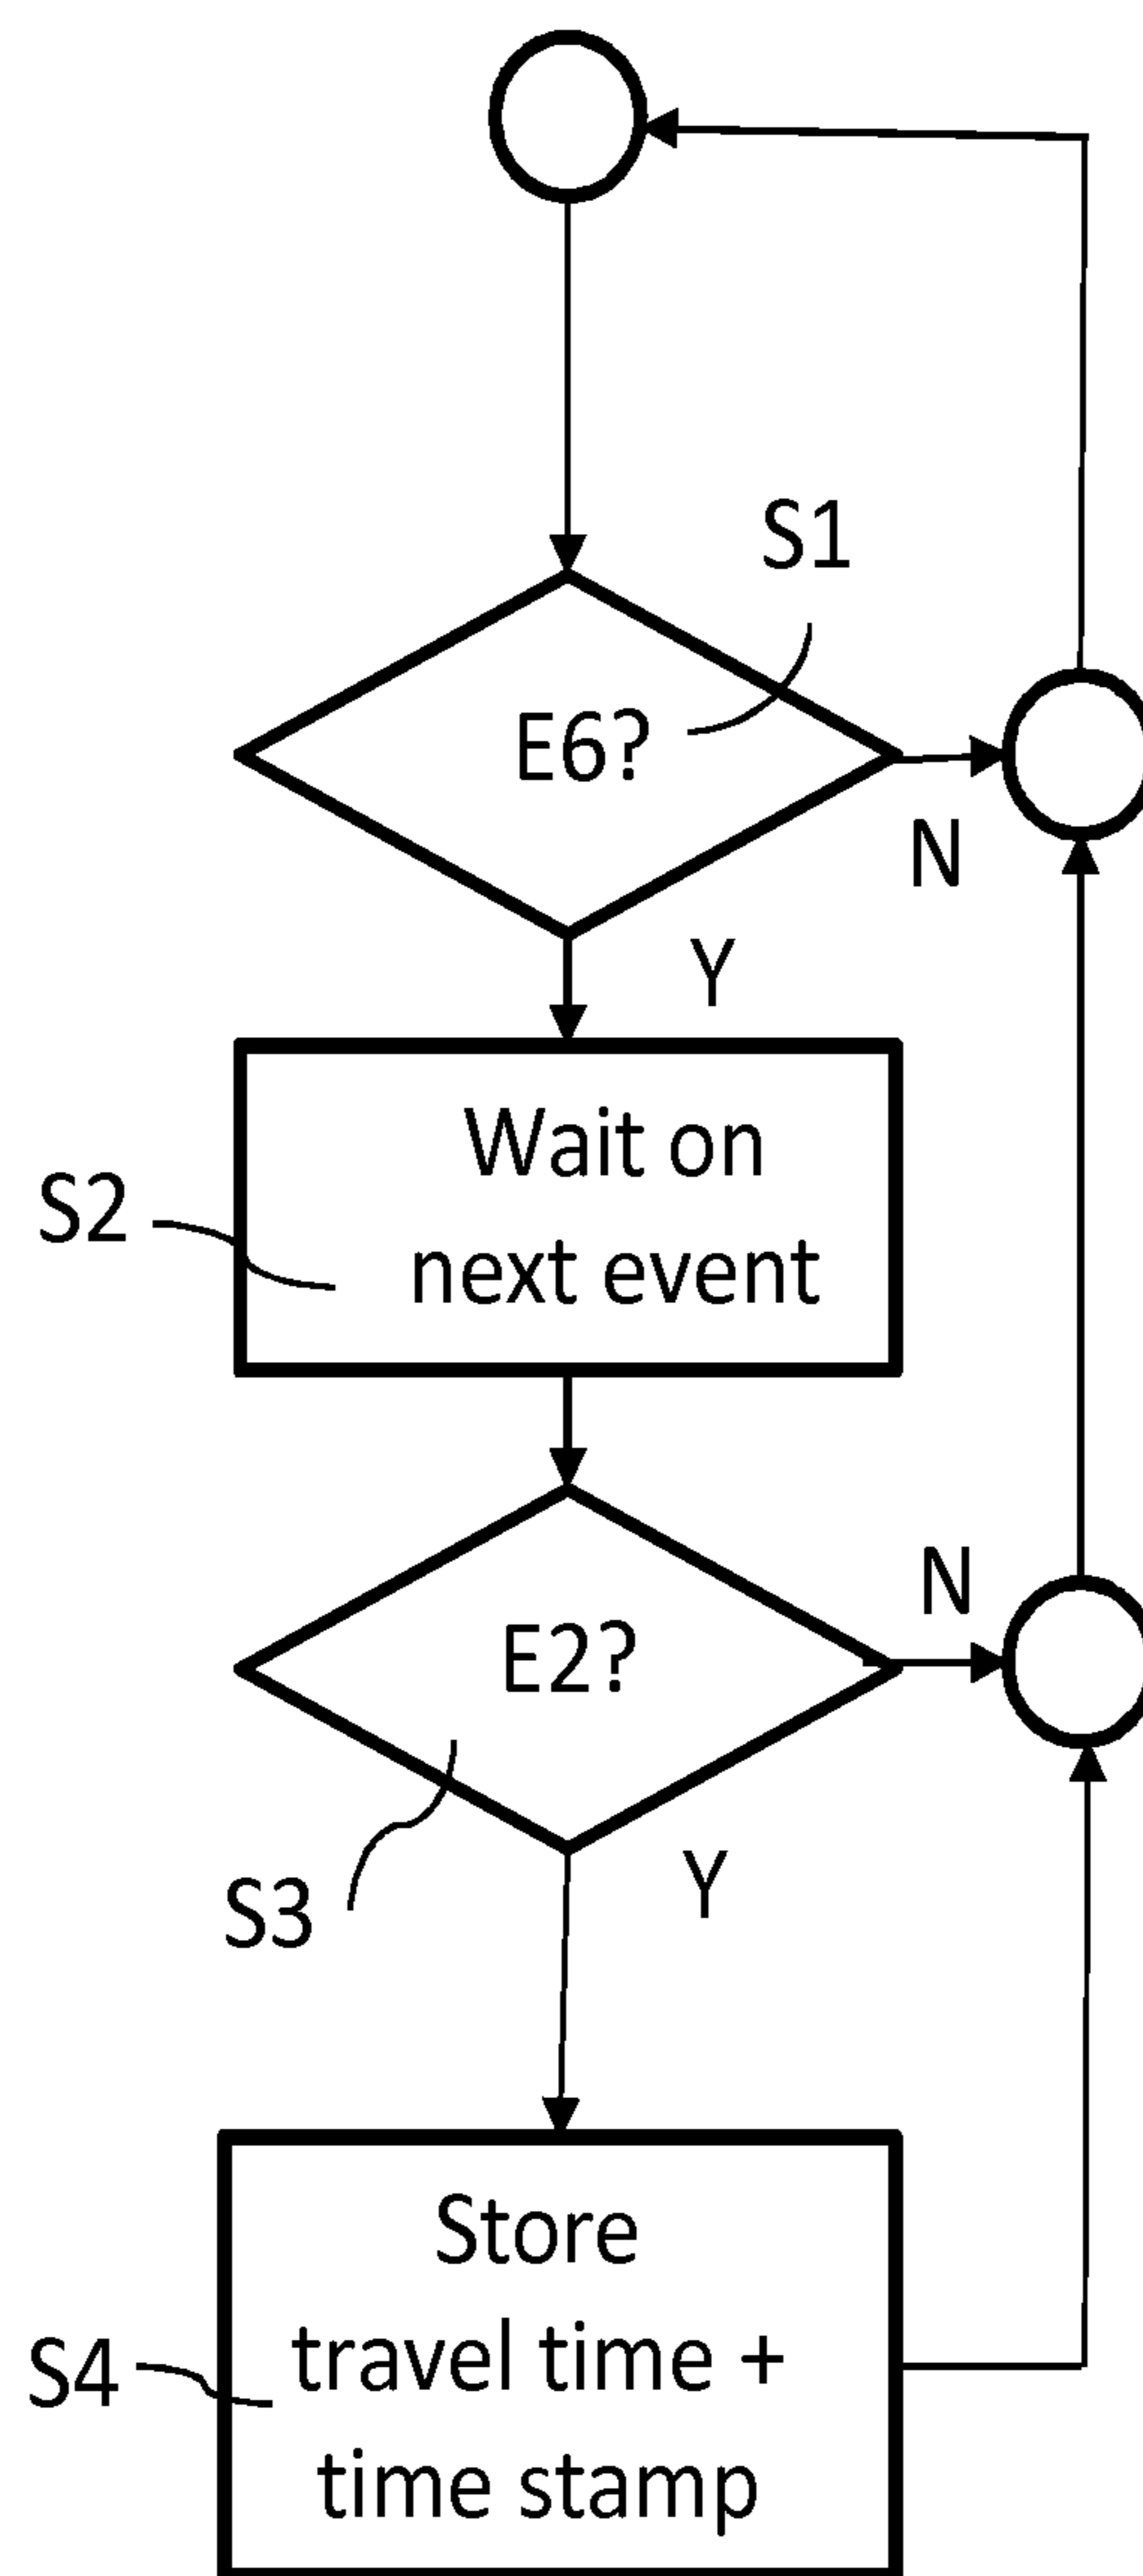 S1
E6?
N
Y
Wait on
next event
S2
N
E2?
Y
S3
Store
travel time +
time stamp
S4